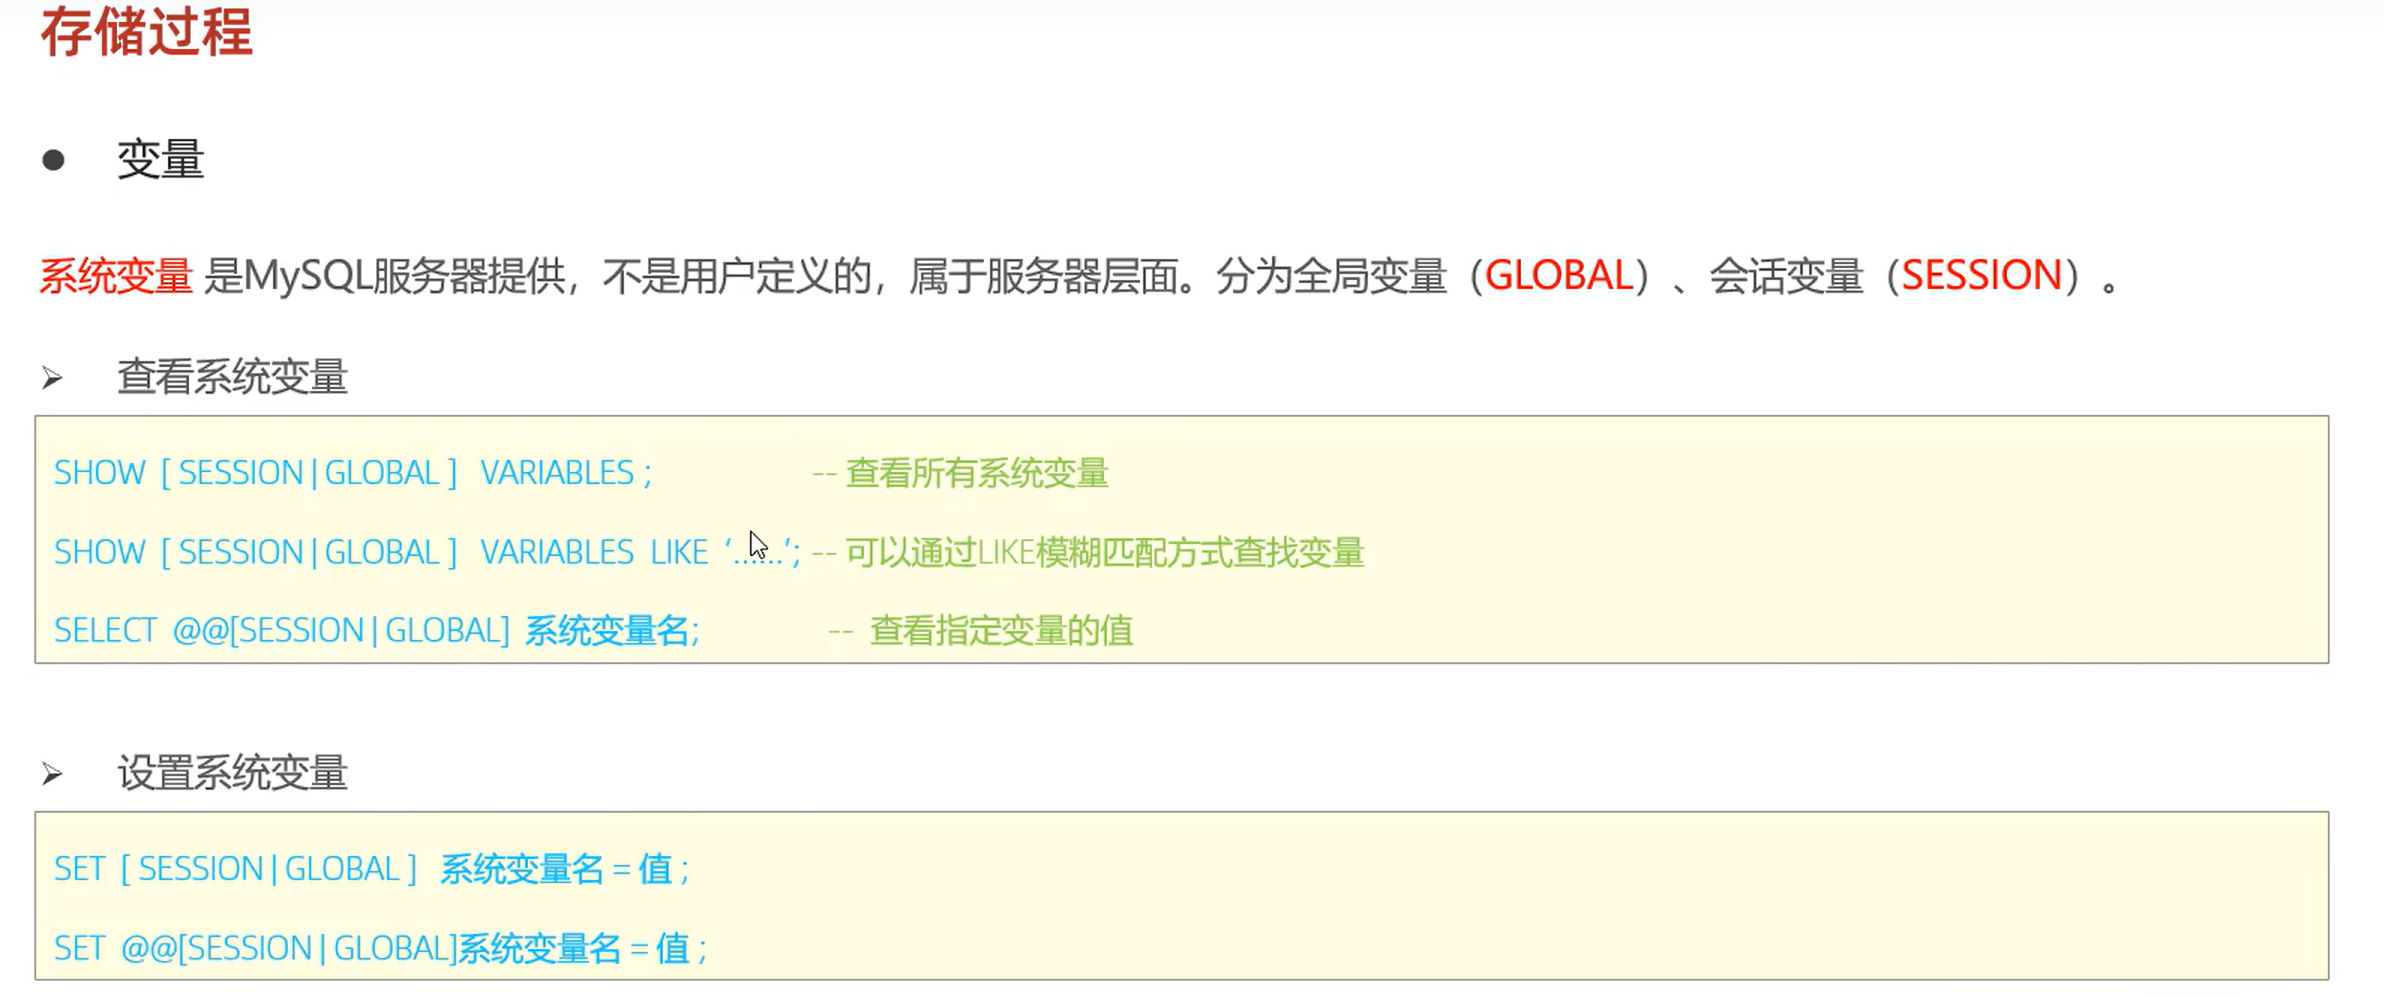 存储过程
● 变量
系统变量 是MySQL服务器提供，不是用户定义的，属于服务器层面。分为全局变量（GLOBAL）、会话变量（SESSION）。
➢ 查看系统变量
SHOW [ SESSION | GLOBAL ] VARIABLES ; -- 查看所有系统变量
SHOW [ SESSION | GLOBAL ] VARIABLES LIKE ‘......’; -- 可以通过LIKE模糊匹配方式查找变量
SELECT @@[SESSION | GLOBAL] 系统变量名; -- 查看指定变量的值
➢ 设置系统变量
SET [ SESSION | GLOBAL ] 系统变量名 = 值 ;
SET @@[SESSION | GLOBAL]系统变量名 = 值 ;